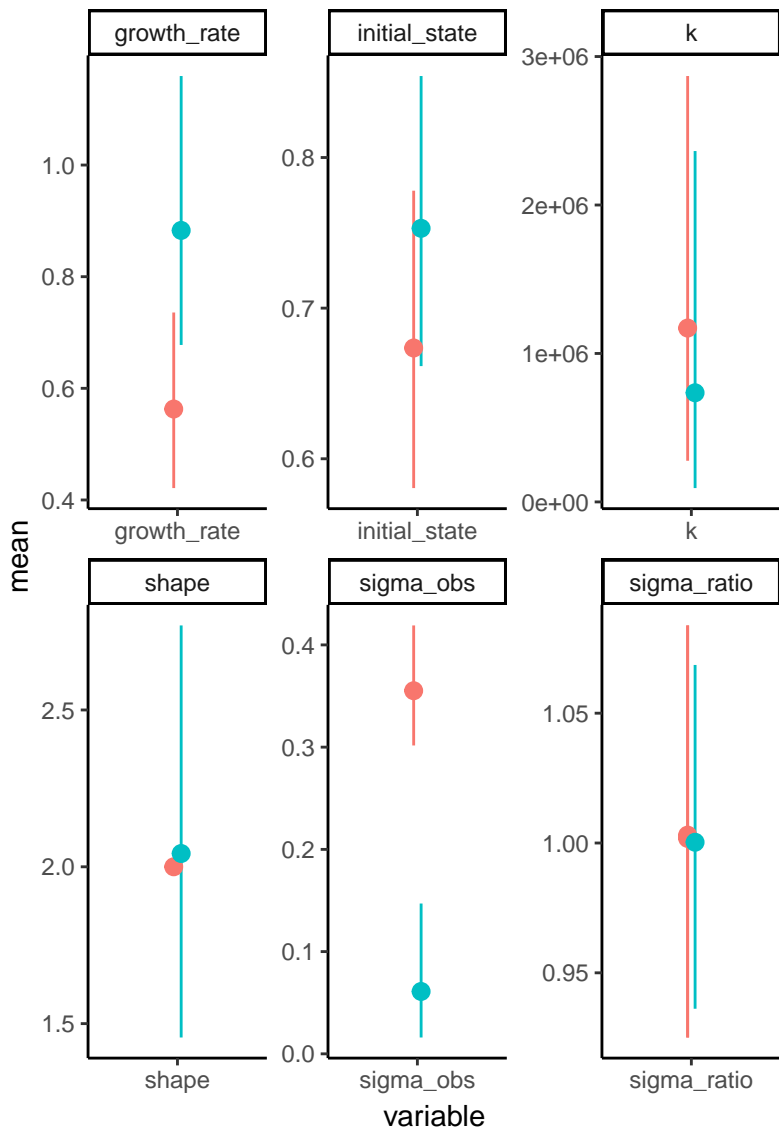 growth_rate
initial_state
k
1.0
0.8
0.6
0.4
0.8
0.7
0.6
3e+06
2e+06
1e+06
0e+00
growth_rate
initial_state
k
mean
shape
sigma_obs
sigma_ratio
2.5
2.0
1.5
0.4
0.3
0.2
0.1
0.0
1.05
1.00
0.95
shape
sigma_obs
sigma_ratio
variable